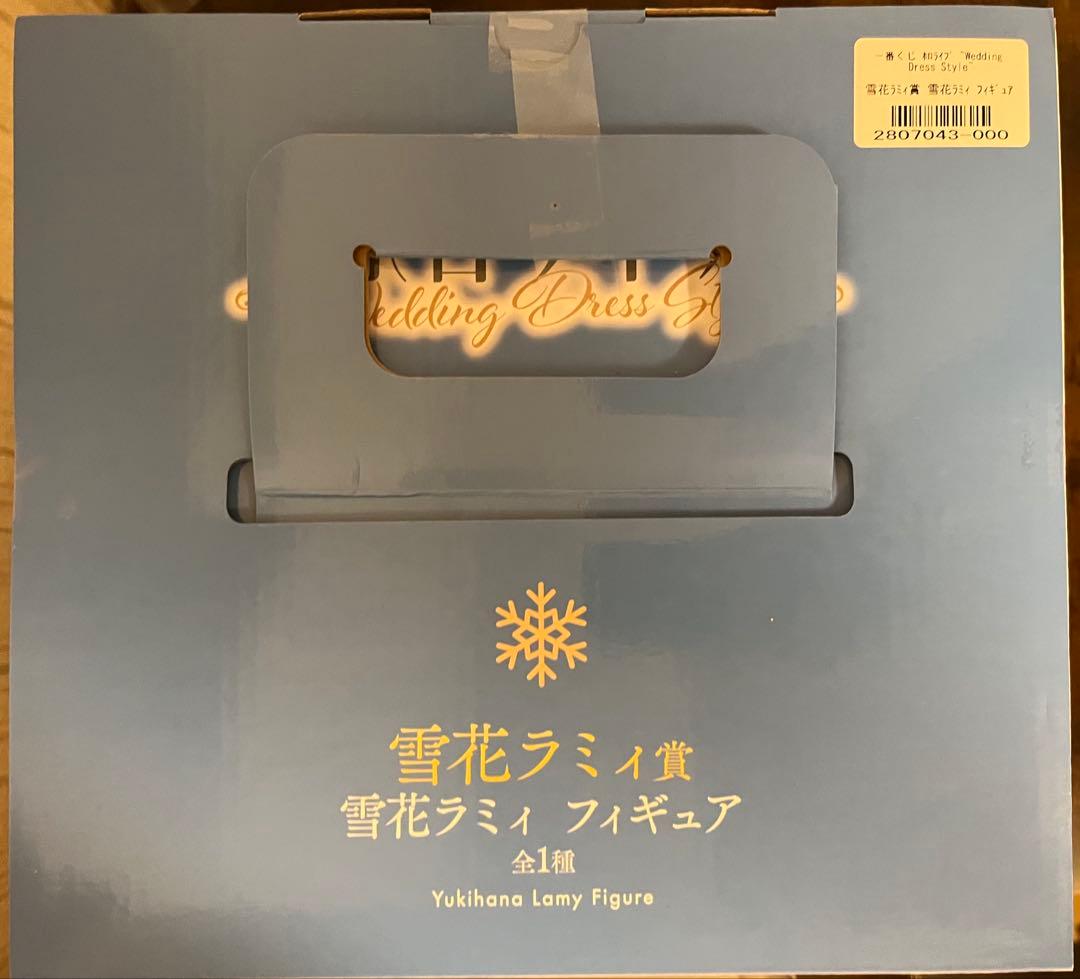 一番くじ ホロライブ ~Wedding
Dress Style~
雪花ラミィ賞 雪花ラミィ フィギュア
2807043-000
edding Dress St
雪花ラミィ賞
雪花ラミィ フィギュア
全1種
Yukihana Lamy Figure